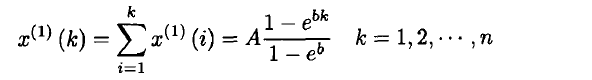 x^{(1)}(k) = \sum_{i=1}^{k} x^{(1)}(i) = A\frac{1-e^{bk}}{1-e^{b}} \quad k=1,2,\cdots,n